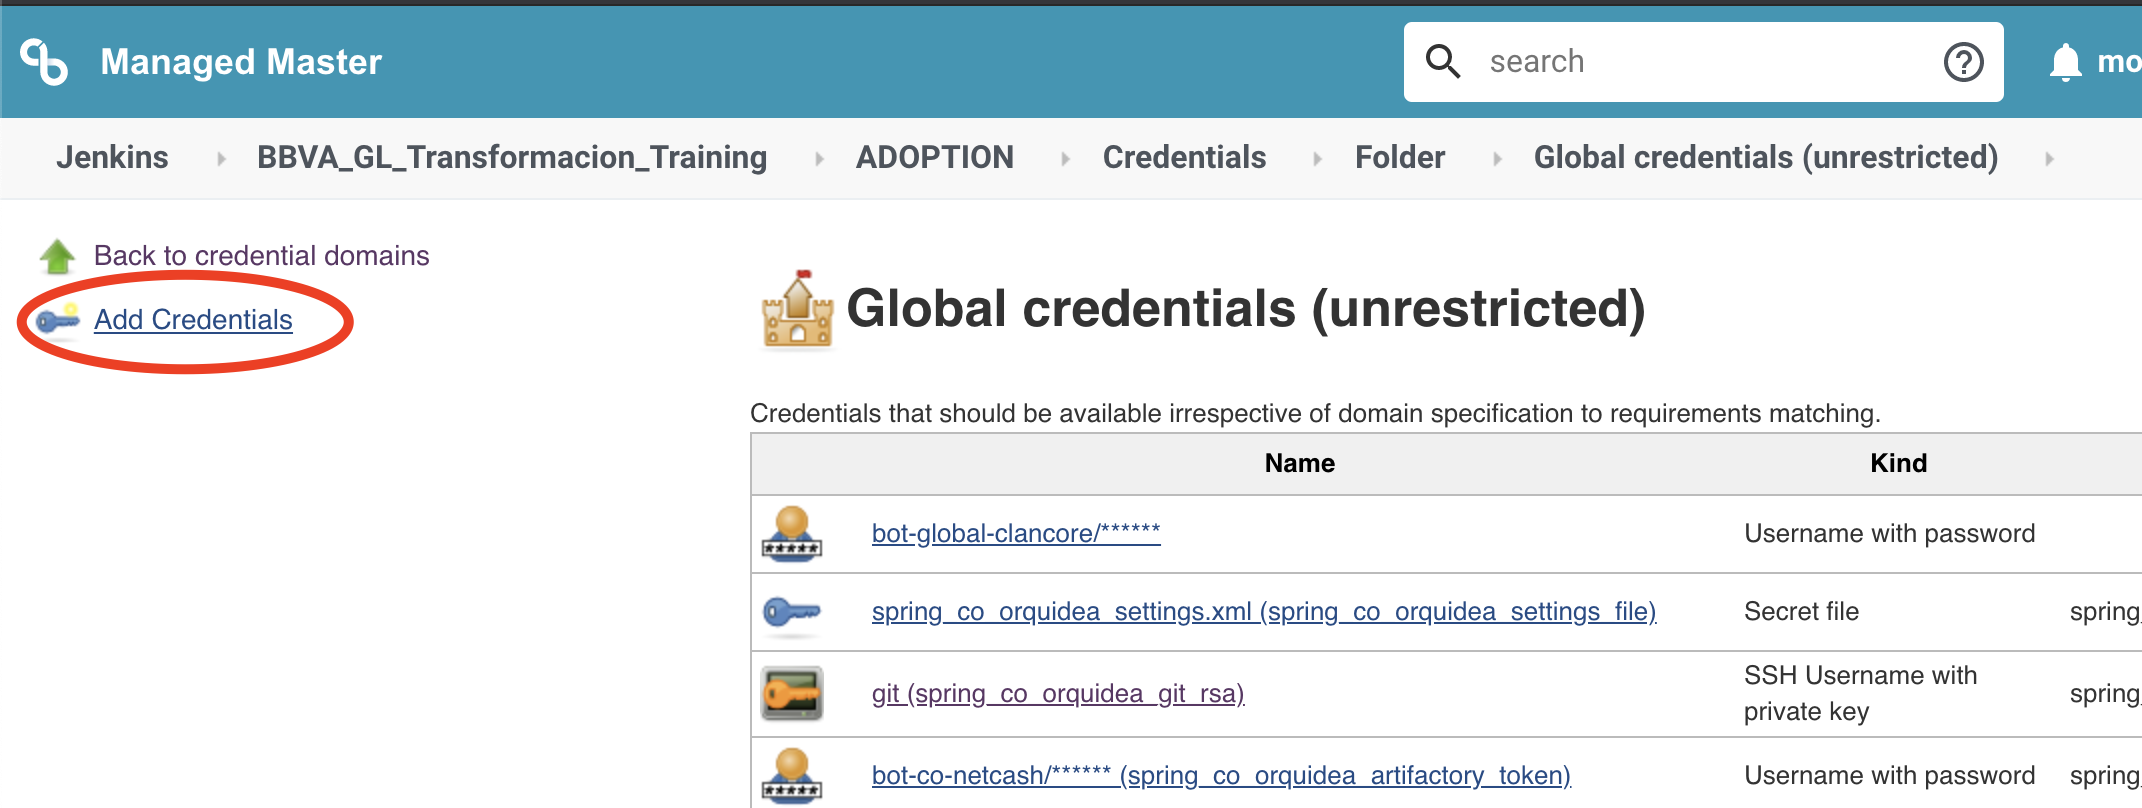 Managed Master
search
mo
Jenkins BBVA_GL_Transformacion_Training ADOPTION Credentials Folder Global credentials (unrestricted)
Back to credential domains
Add Credentials
Global credentials (unrestricted)
Credentials that should be available irrespective of domain specification to requirements matching.
Name Kind
bot-global-clancore/****** Username with password
spring_co_orquidea_settings.xml (spring_co_orquidea_settings_file) Secret file spring_
git (spring_co_orquidea_git_rsa) SSH Username with private key spring_
bot-co-netcash/****** (spring_co_orquidea_artifactory_token) Username with password spring_